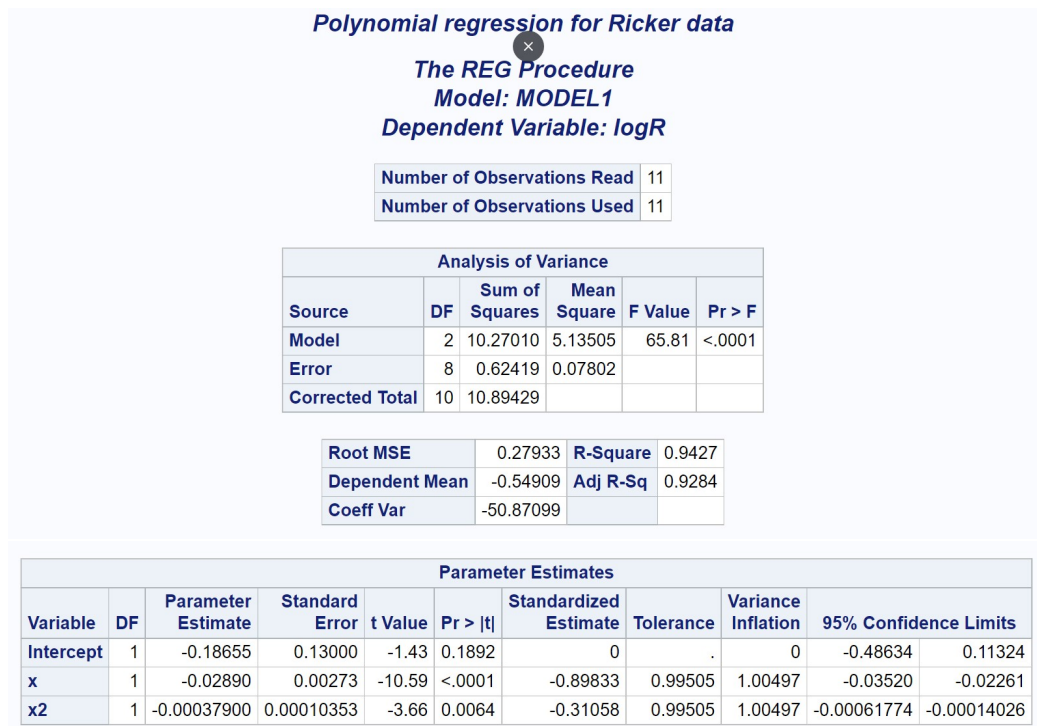 Polynomial regression for Ricker data
The REG Procedure
Model: MODEL1
Dependent Variable: logR
Number of Observations Read 11
Number of Observations Used 11
Analysis of Variance
Sum of Mean
Source DF Squares Square F Value Pr > F
Model 2 10.27010 5.13505 65.81 <.0001
Error 8 0.62419 0.07802
Corrected Total 10 10.89429
Root MSE 0.27933 R-Square 0.9427
Dependent Mean -0.54909 Adj R-Sq 0.9284
Coeff Var -50.87099
Parameter Estimates
Parameter Standard Standardized Variance
Variable DF Estimate Error t Value Pr > |t| Estimate Tolerance Inflation 95% Confidence Limits
Intercept 1 -0.18655 0.13000 -1.43 0.1892 0 . 0 -0.48634 0.11324
x 1 -0.02890 0.00273 -10.59 <.0001 -0.89833 0.99505 1.00497 -0.03520 -0.02261
x2 1 -0.00037900 0.00010353 -3.66 0.0064 -0.31058 0.99505 1.00497 -0.00061774 -0.00014026